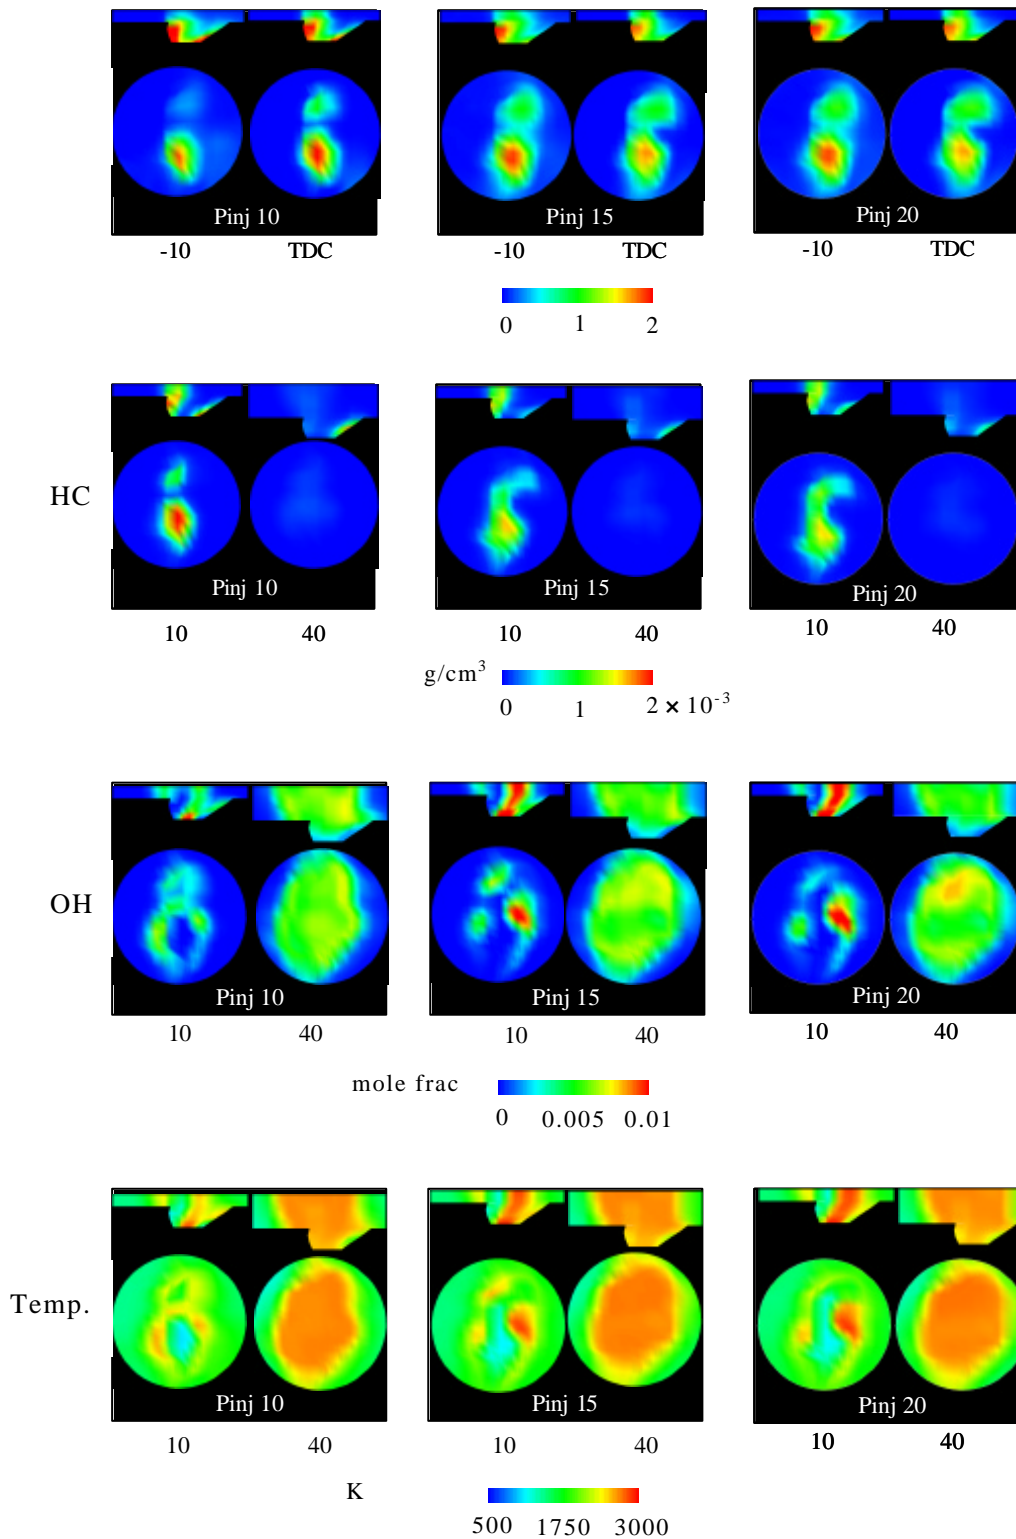 Pinj 10 Pinj 15 Pinj 20
-10 TDC -10 TDC -10 TDC
0 1 2
HC
Pinj 10 Pinj 15 Pinj 20
10 40 10 40 10 40
g/cm³
0 1 2 × 10⁻³
OH
Pinj 10 Pinj 15 Pinj 20
10 40 10 40 10 40
mole frac
0 0.005 0.01
Temp.
Pinj 10 Pinj 15 Pinj 20
10 40 10 40 10 40
K
500 1750 3000